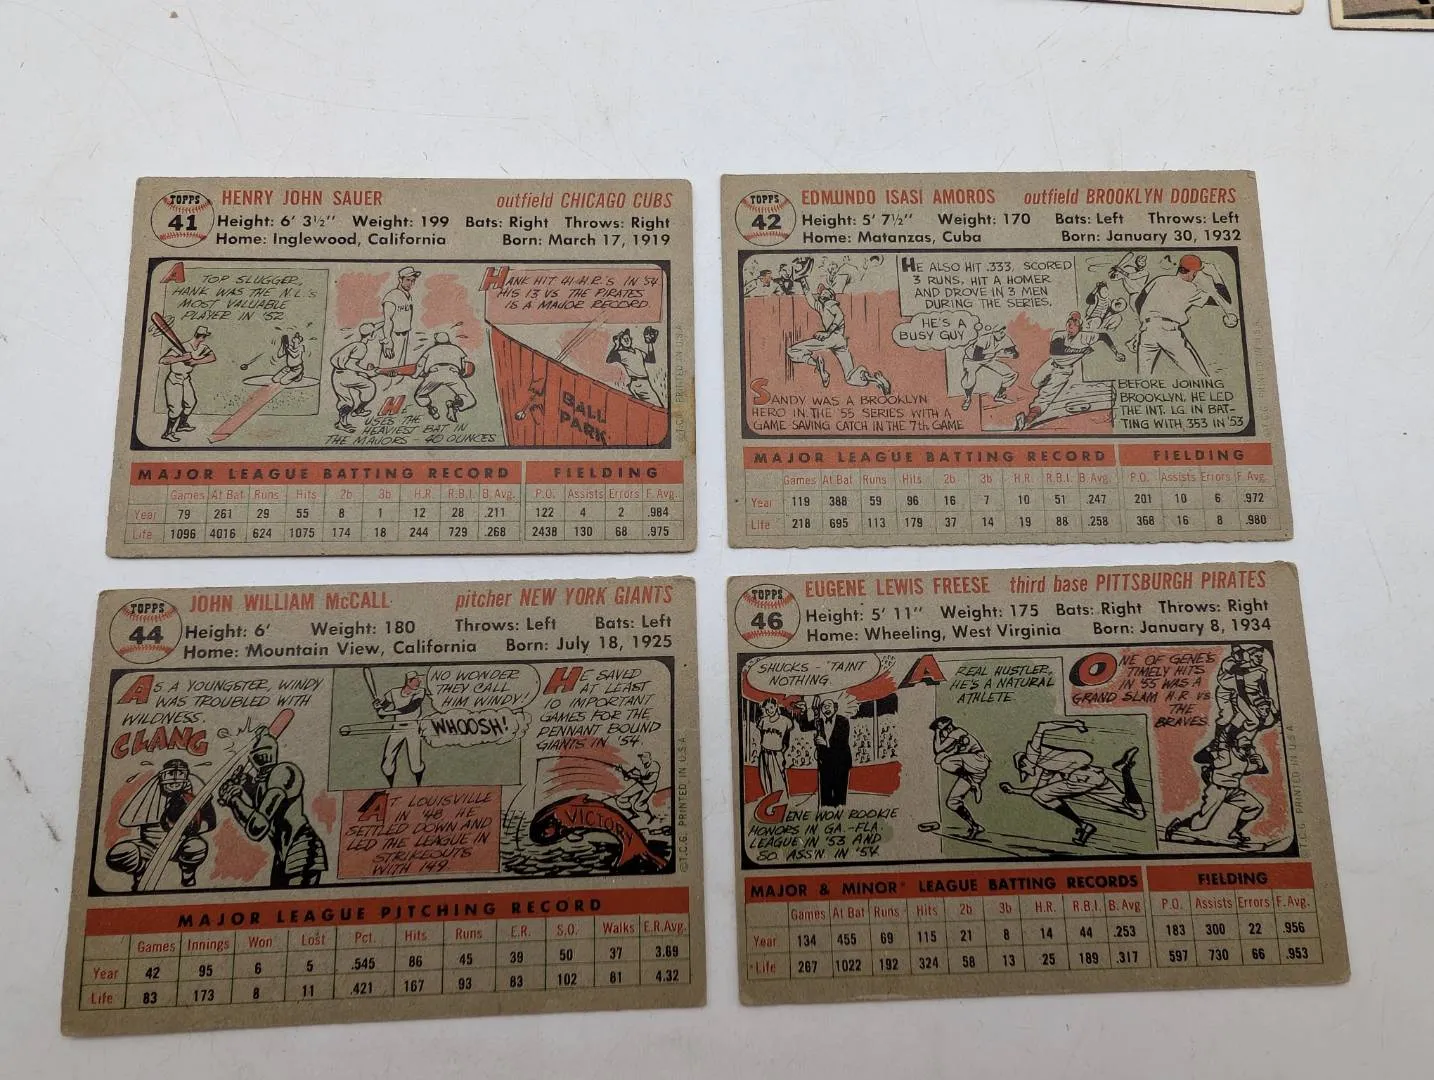 TOPPS
41
HENRY JOHN SAUER outfield CHICAGO CUBS
Height: 6' 3½" Weight: 199 Bats: Right Throws: Right
Home: Inglewood, California Born: March 17, 1919
A TOP SLUGGER,
HANK WAS THE N.L.'s
MOST VALUABLE
PLAYER IN '52
HE USES THE
HEAVIEST BAT IN
THE MAJORS - 40 OUNCES
HANK HIT 41 H.R.'S IN '54
HIS 13 VS THE PIRATES
IS A MAJOR RECORD.
BALL
PARK
©T.C.G. PRINTED IN U.S.A.
MAJOR LEAGUE BATTING RECORD FIELDING
Games At Bat Runs Hits 2b 3b H.R. R.B.I. B. Avg. P.O. Assists Errors F. Avg.
Year 79 261 29 55 8 1 12 28 .211 122 4 2 .984
Life 1096 4016 624 1075 174 18 244 729 .268 2438 130 68 .975
TOPPS
42
EDMUNDO ISASI AMOROS outfield BROOKLYN DODGERS
Height: 5' 7½" Weight: 170 Bats: Left Throws: Left
Home: Matanzas, Cuba Born: January 30, 1932
SANDY WAS A BROOKLYN
HERO IN THE '55 SERIES WITH A
GAME SAVING CATCH IN THE 7th GAME
HE ALSO HIT .333, SCORED
3 RUNS, HIT A HOMER
AND DROVE IN 3 MEN
DURING THE SERIES.
HE'S A
BUSY GUY
BEFORE JOINING
BROOKLYN, HE LED
THE INT. LG. IN BAT-
TING WITH .353 IN '53
PRINTED IN U.S.A.
MAJOR LEAGUE BATTING RECORD FIELDING
Games At Bat Runs Hits 2b 3b H.R. R.B.I. B. Avg. P.O. Assists Errors F. Avg.
Year 119 388 59 96 16 7 10 51 .247 201 10 6 .972
Life 218 695 113 179 37 14 19 88 .258 368 16 8 .980
TOPPS
44
JOHN WILLIAM McCALL pitcher NEW YORK GIANTS
Height: 6' Weight: 180 Throws: Left Bats: Left
Home: Mountain View, California Born: July 18, 1925
AS A YOUNGSTER, WINDY
WAS TROUBLED WITH
WILDNESS.
CLANG
NO WONDER
THEY CALL
HIM WINDY!
WHOOSH!
AT LOUISVILLE
IN '48 HE
SETTLED DOWN AND
LED THE LEAGUE IN
STRIKEOUTS
WITH 149
HE SAVED
AT LEAST
10 IMPORTANT
GAMES FOR THE
PENNANT BOUND
GIANTS IN '54.
VICTORY
©T.C.G. PRINTED IN U.S.A.
MAJOR LEAGUE PITCHING RECORD
Games Innings Won Lost Pct. Hits Runs E.R. S.O. Walks E.R.Avg.
Year 42 95 6 5 .545 86 45 39 50 37 3.69
Life 83 173 8 11 .421 167 93 83 102 81 4.32
TOPPS
46
EUGENE LEWIS FREESE third base PITTSBURGH PIRATES
Height: 5' 11" Weight: 175 Bats: Right Throws: Right
Home: Wheeling, West Virginia Born: January 8, 1934
SHUCKS - 'TAINT
NOTHING.
GENE WON ROOKIE
HONORS IN GA.-FLA.
LEAGUE IN '53 AND
SO. ASS'N IN '54
A REAL HUSTLER,
HE'S A NATURAL
ATHLETE.
ONE OF GENE'S
TIMELY HITS
IN '55 WAS A
GRAND SLAM H.R. VS
THE
BRAVES.
T.C.G. PRINTED IN U.S.A.
MAJOR & MINOR* LEAGUE BATTING RECORDS FIELDING
Games At Bat Runs Hits 2b 3b H.R. R.B.I. B. Avg P.O. Assists Errors F.Avg.
Year 134 455 69 115 21 8 14 44 .253 183 300 22 .956
*Life 267 1022 192 324 58 13 25 189 .317 597 730 66 .953